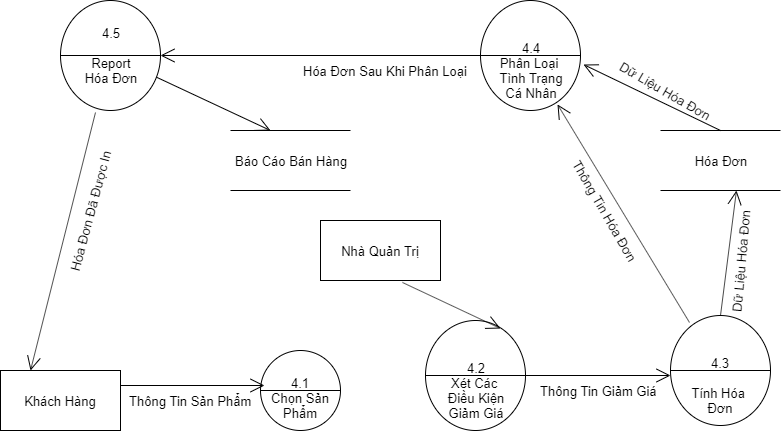 4.5
Report
Hóa Đơn
4.4
Phân Loại
Tình Trạng
Cá Nhân
Hóa Đơn Sau Khi Phân Loại
Dữ Liệu Hóa Đơn
Báo Cáo Bán Hàng
Hóa Đơn
Hóa Đơn Đã Được In
Thông Tin Hóa Đơn
Dữ Liệu Hóa Đơn
Nhà Quản Trị
Khách Hàng
Thông Tin Sản Phẩm
4.1
Chọn Sản
Phẩm
4.2
Xét Các
Điều Kiện
Giảm Giá
Thông Tin Giảm Giá
4.3
Tính Hóa
Đơn